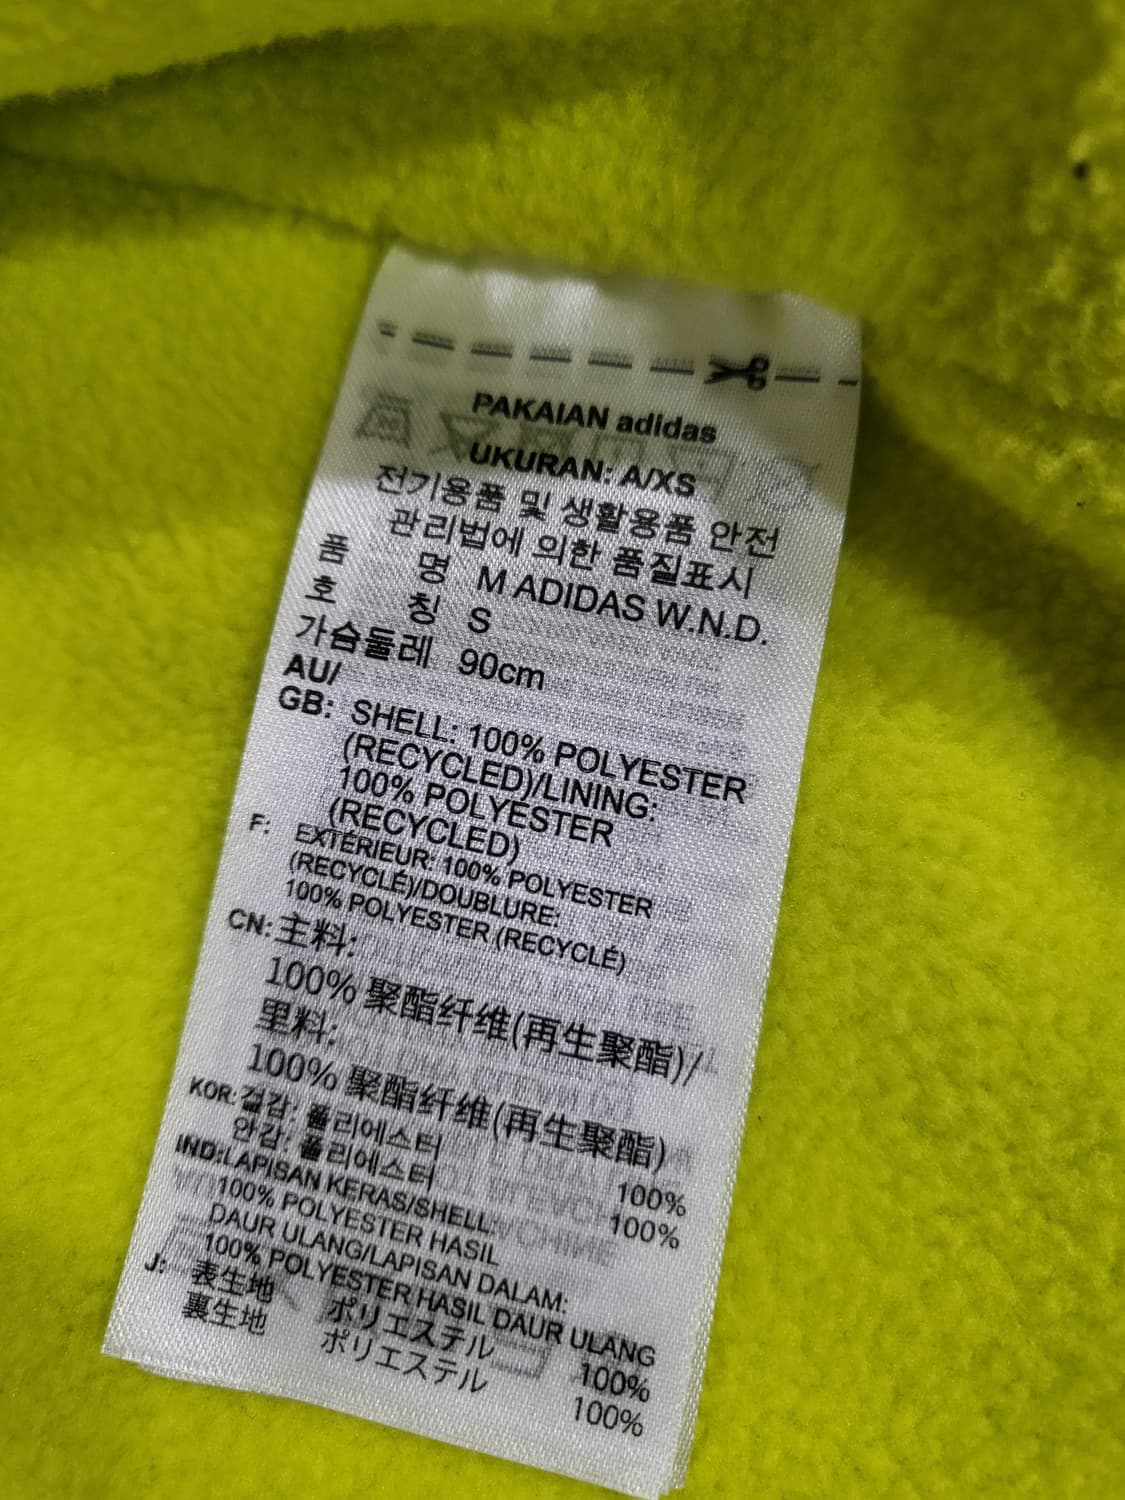 PAKAIAN adidas
UKURAN: A/XS
전기용품 및 생활용품 안전
관리법에 의한 품질표시
품 명 M ADIDAS W.N.D.
호 칭 S
가슴둘레 90cm
AU/
GB: SHELL: 100% POLYESTER
(RECYCLED)/LINING:
100% POLYESTER
(RECYCLED)
F: EXTÉRIEUR: 100% POLYESTER
(RECYCLÉ)/DOUBLURE:
100% POLYESTER (RECYCLÉ)
CN: 主料:
100% 聚酯纤维(再生聚酯)/
里料:
100% 聚酯纤维(再生聚酯)
KOR: 겉감: 폴리에스터 100%
안감: 폴리에스터 100%
IND: LAPISAN KERAS/SHELL:
100% POLYESTER HASIL
DAUR ULANG/LAPISAN DALAM:
100% POLYESTER HASIL DAUR ULANG
J: 表生地 ポリエステル 100%
裏生地 ポリエステル 100%